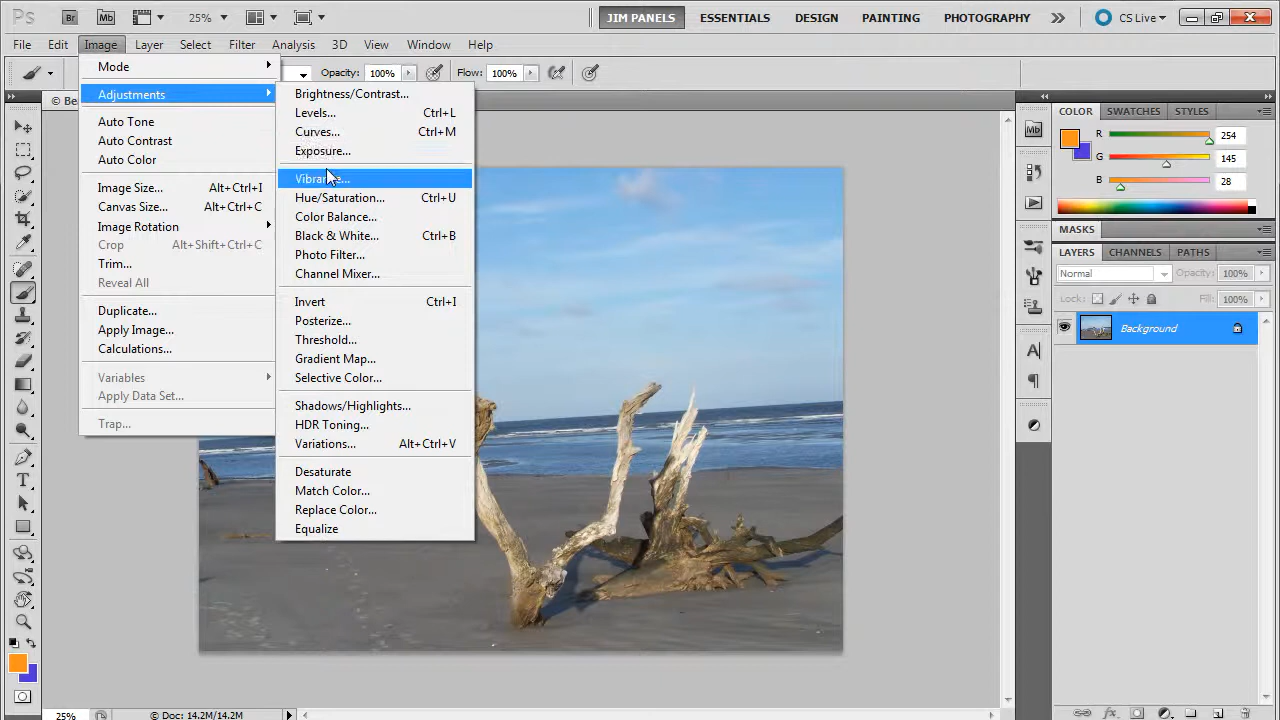 Ps Br Mb 25% JIM PANELS ESSENTIALS DESIGN PAINTING PHOTOGRAPHY CS Live
File Edit Image Layer Select Filter Analysis 3D View Window Help
Opacity: 100% Flow: 100%
© Be
Mode
Adjustments
Auto Tone
Auto Contrast
Auto Color
Image Size... Alt+Ctrl+I
Canvas Size... Alt+Ctrl+C
Image Rotation
Crop Alt+Shift+Ctrl+C
Trim...
Reveal All
Duplicate...
Apply Image...
Calculations...
Variables
Apply Data Set...
Trap...
Brightness/Contrast...
Levels... Ctrl+L
Curves... Ctrl+M
Exposure...
Hue/Saturation... Ctrl+U
Color Balance...
Black & White... Ctrl+B
Photo Filter...
Channel Mixer...
Invert Ctrl+I
Posterize...
Threshold...
Gradient Map...
Selective Color...
Shadows/Highlights...
HDR Toning...
Variations... Alt+Ctrl+V
Desaturate
Match Color...
Replace Color...
Equalize
Mb
COLOR SWATCHES STYLES
R 254
G 145
B 28
MASKS
LAYERS CHANNELS PATHS
Normal Opacity: 100%
Lock: Fill: 100%
Background
25% Doc: 14.2M/14.2M